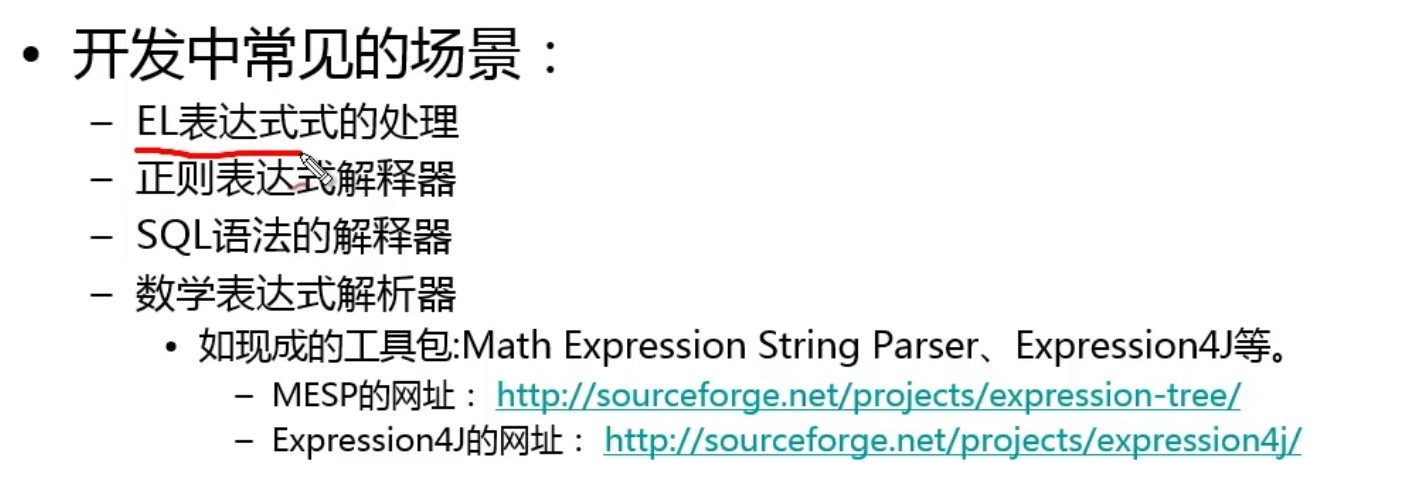 • 开发中常见的场景：
– EL表达式式的处理
– 正则表达式解释器
– SQL语法的解释器
– 数学表达式解析器
• 如现成的工具包:Math Expression String Parser、Expression4J等。
– MESP的网址： http://sourceforge.net/projects/expression-tree/
– Expression4J的网址： http://sourceforge.net/projects/expression4j/